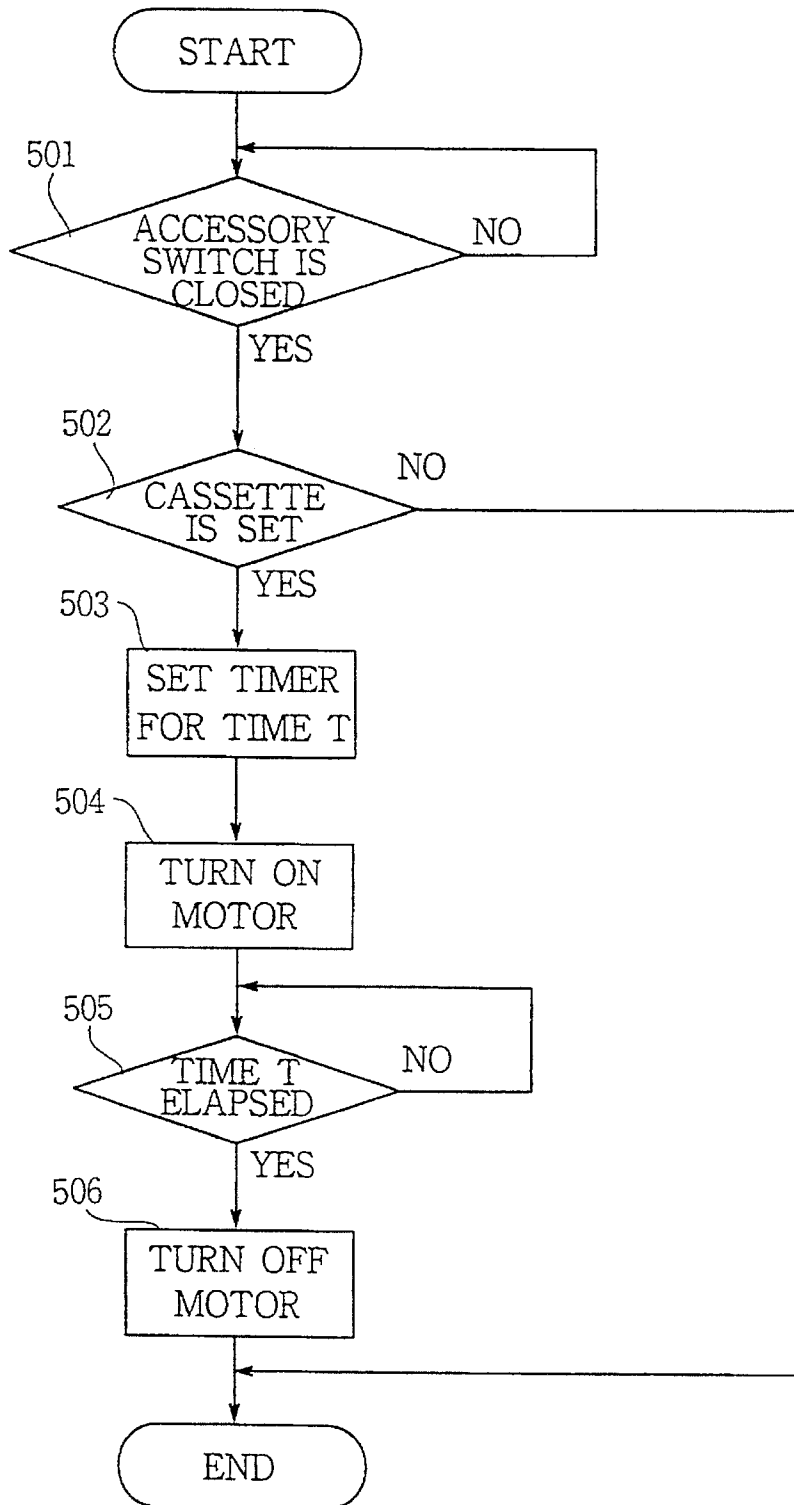 START
501
ACCESSORY
SWITCH IS
CLOSED
NO
YES
502
CASSETTE
IS SET
NO
YES
503
SET TIMER
FOR TIME T
504
TURN ON
MOTOR
505
TIME T
ELAPSED
NO
YES
506
TURN OFF
MOTOR
END